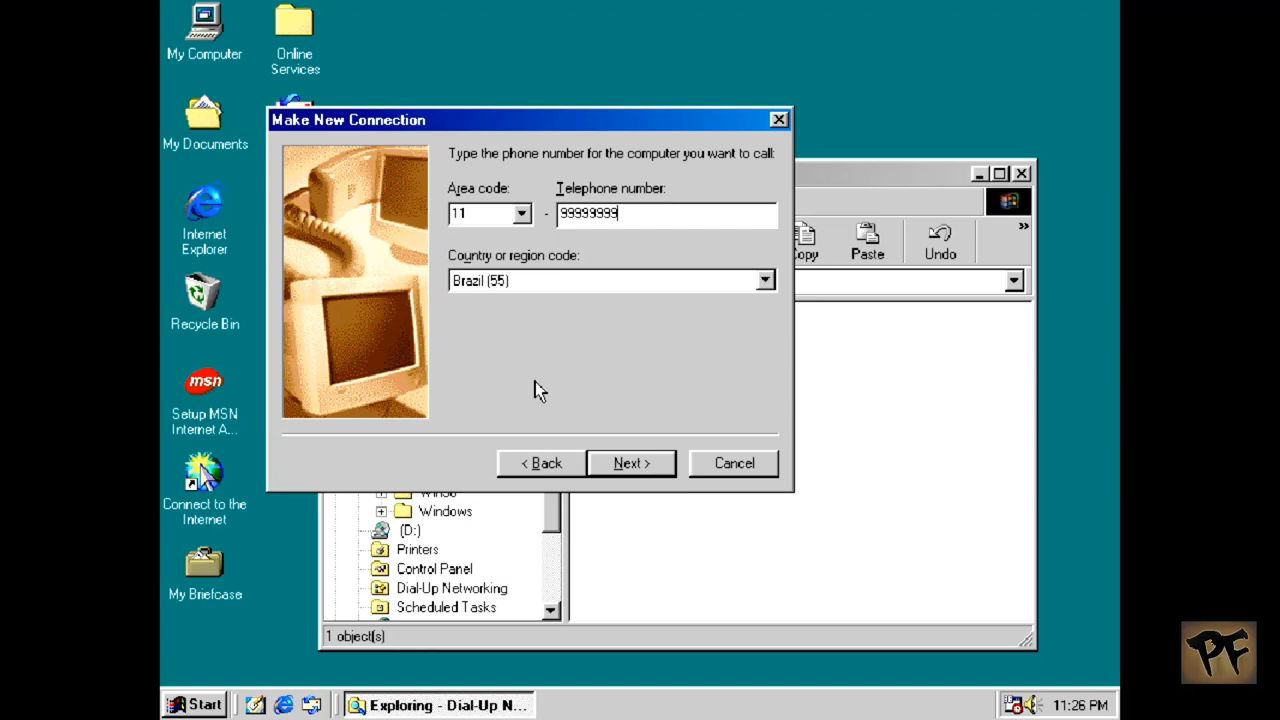 My Computer
Online
Services
My Documents
Internet
Explorer
Recycle Bin
msn
Setup MSN
Internet A...
Connect to the
Internet
My Briefcase
Make New Connection
Type the phone number for the computer you want to call:
Area code:
Telephone number:
11 - 99999999
Country or region code:
Brazil (55)
< Back
Next >
Cancel
Paste
Undo
»
Windows
(D:)
Printers
Control Panel
Dial-Up Networking
Scheduled Tasks
1 object(s)
Start
Exploring - Dial-Up N...
11:26 PM
PF